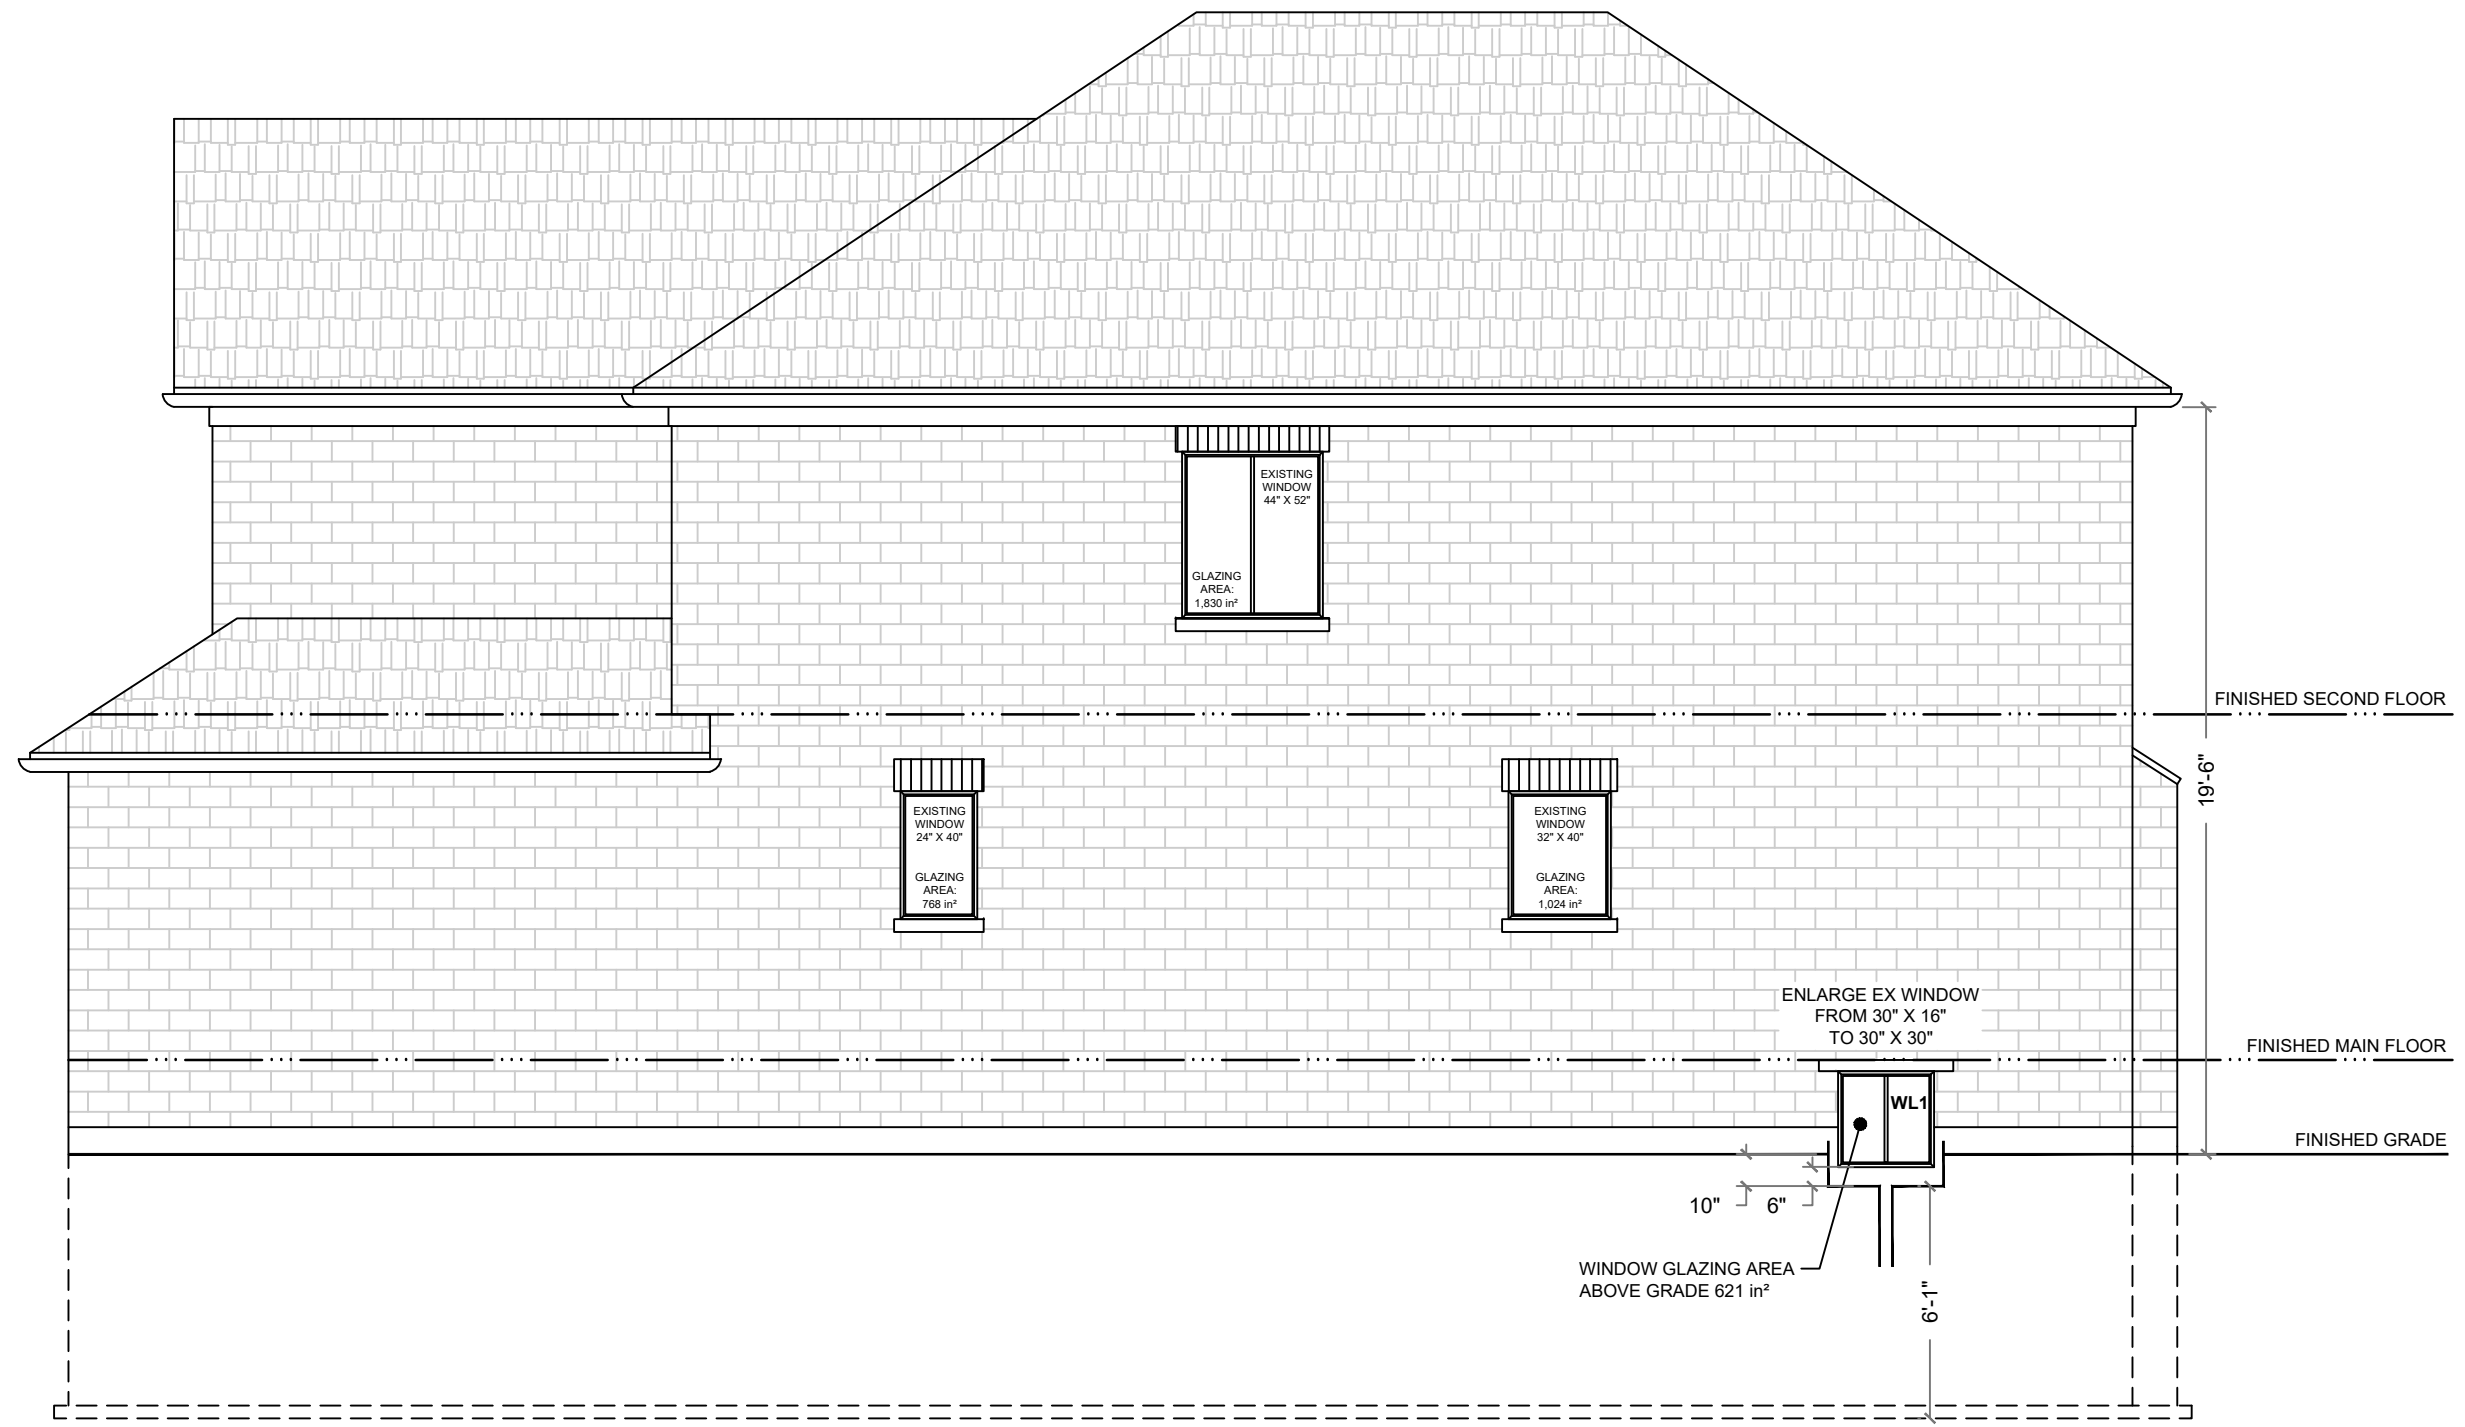 EXISTING
WINDOW
44" X 52"
GLAZING
AREA:
1,830 in²
FINISHED SECOND FLOOR
19'-6"
EXISTING
WINDOW
24" X 40"
GLAZING
AREA:
768 in²
EXISTING
WINDOW
32" X 40"
GLAZING
AREA:
1,024 in²
ENLARGE EX WINDOW
FROM 30" X 16"
TO 30" X 30"
FINISHED MAIN FLOOR
WL1
FINISHED GRADE
10"
6"
WINDOW GLAZING AREA
ABOVE GRADE 621 in²
6'-1"